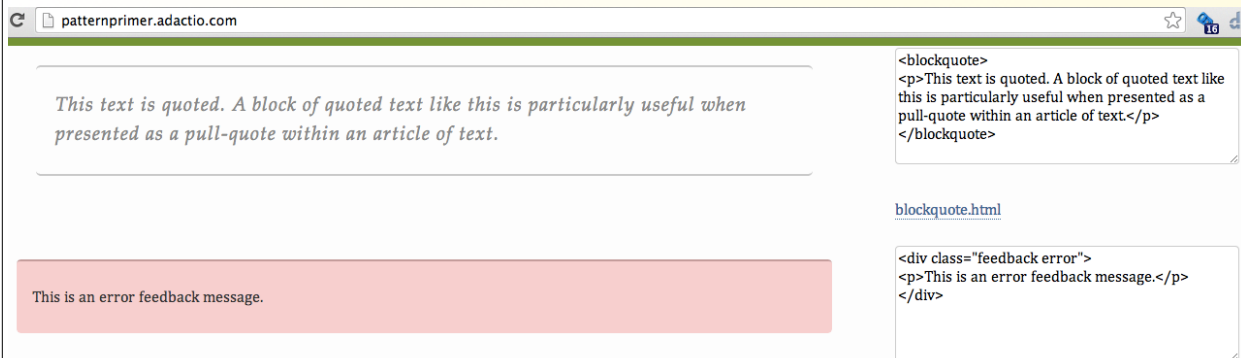 patternprimer.adactio.com
16
This text is quoted. A block of quoted text like this is particularly useful when
presented as a pull-quote within an article of text.
<blockquote>
<p>This text is quoted. A block of quoted text like
this is particularly useful when presented as a
pull-quote within an article of text.</p>
</blockquote>
blockquote.html
This is an error feedback message.
<div class="feedback error">
<p>This is an error feedback message.</p>
</div>